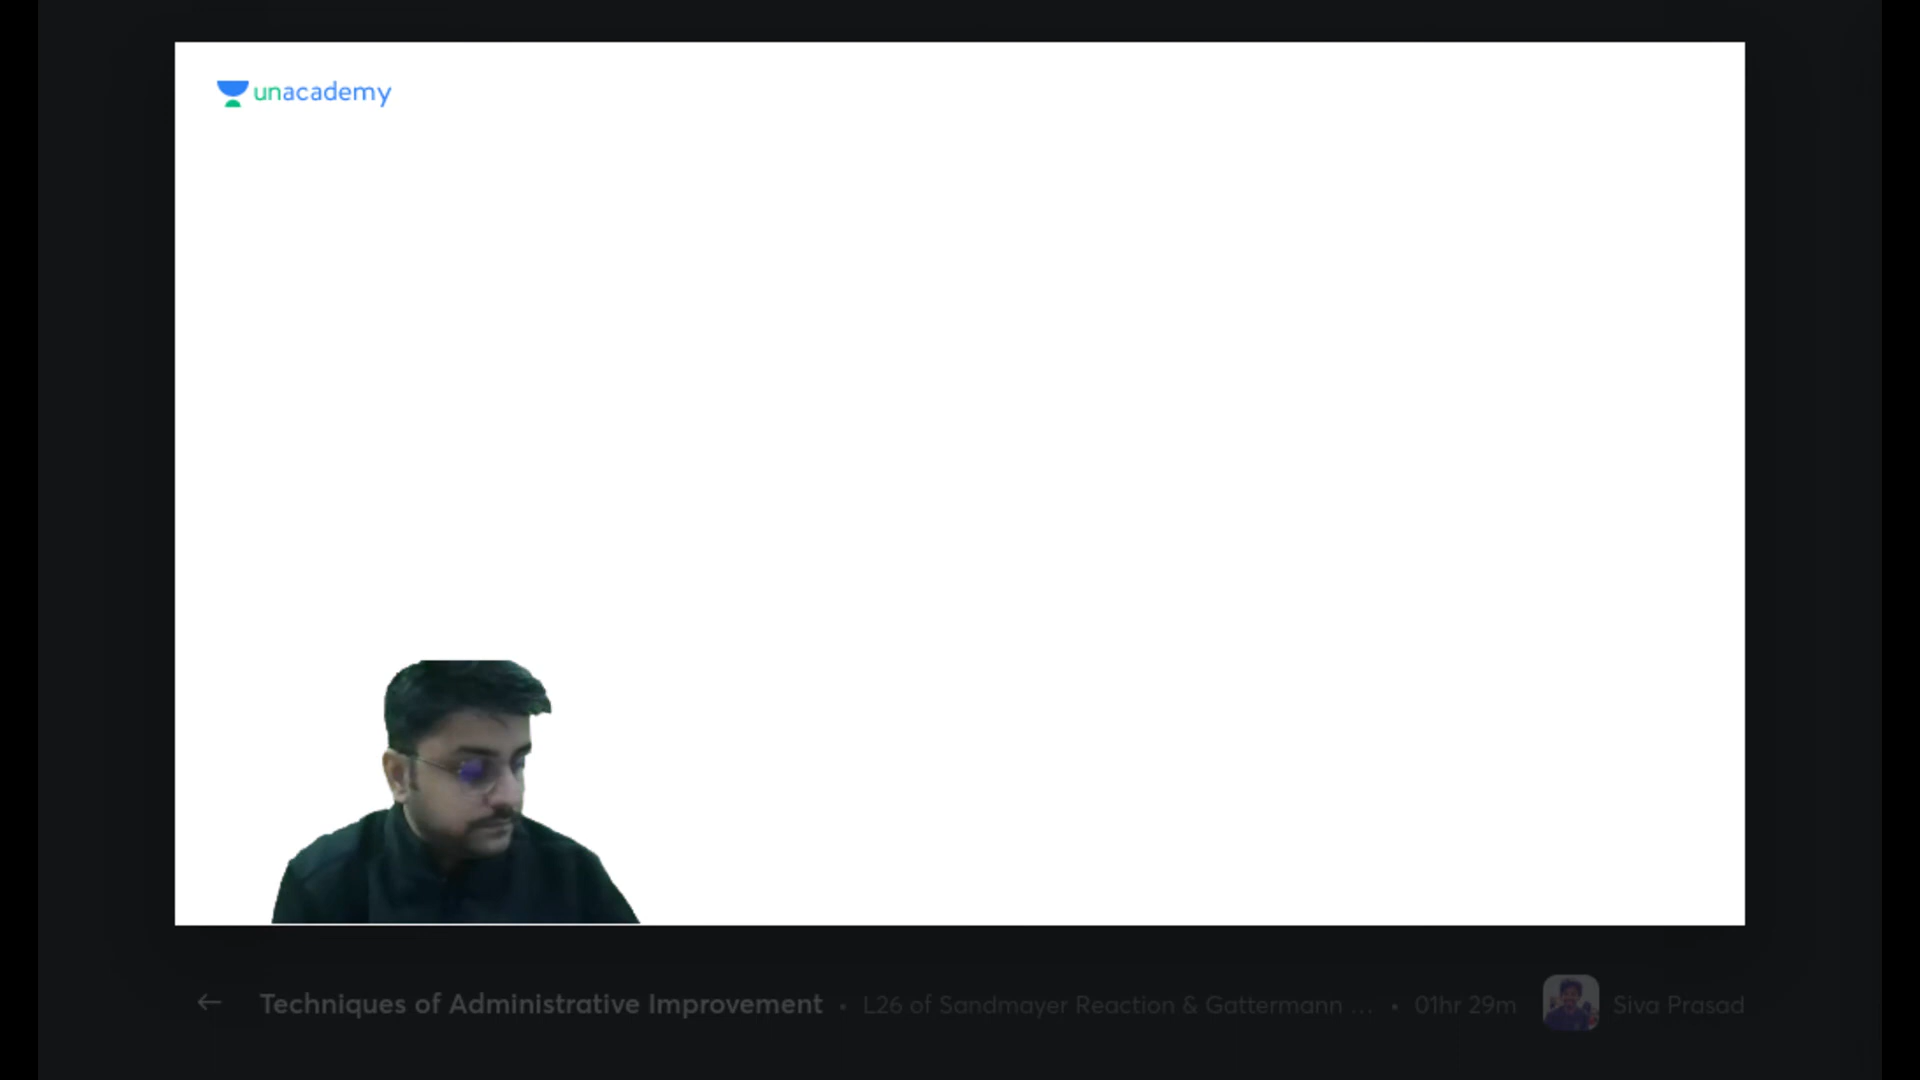 unacademy
Techniques of Administrative Improvement • L26 of Sandmayer Reaction & Gattermann ... • 01hr 29m Siva Prasad